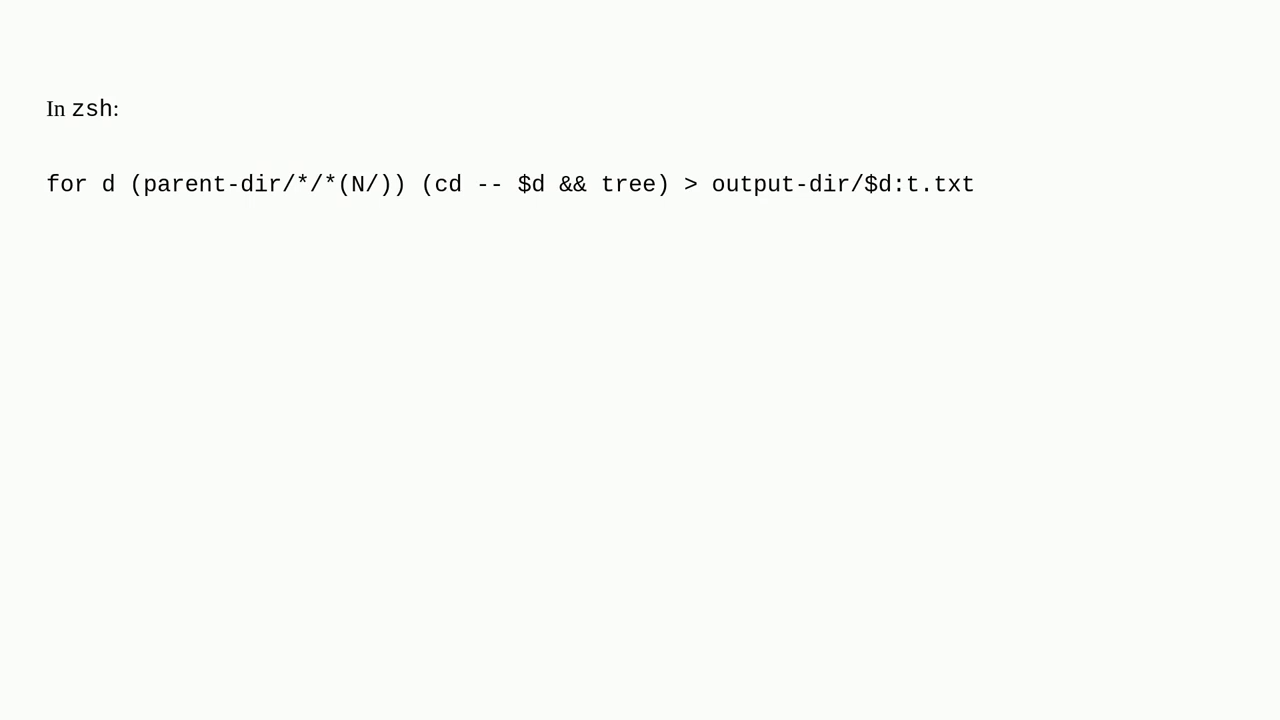 In zsh:
for d (parent-dir/*/*(N/)) (cd -- $d && tree) > output-dir/$d:t.txt